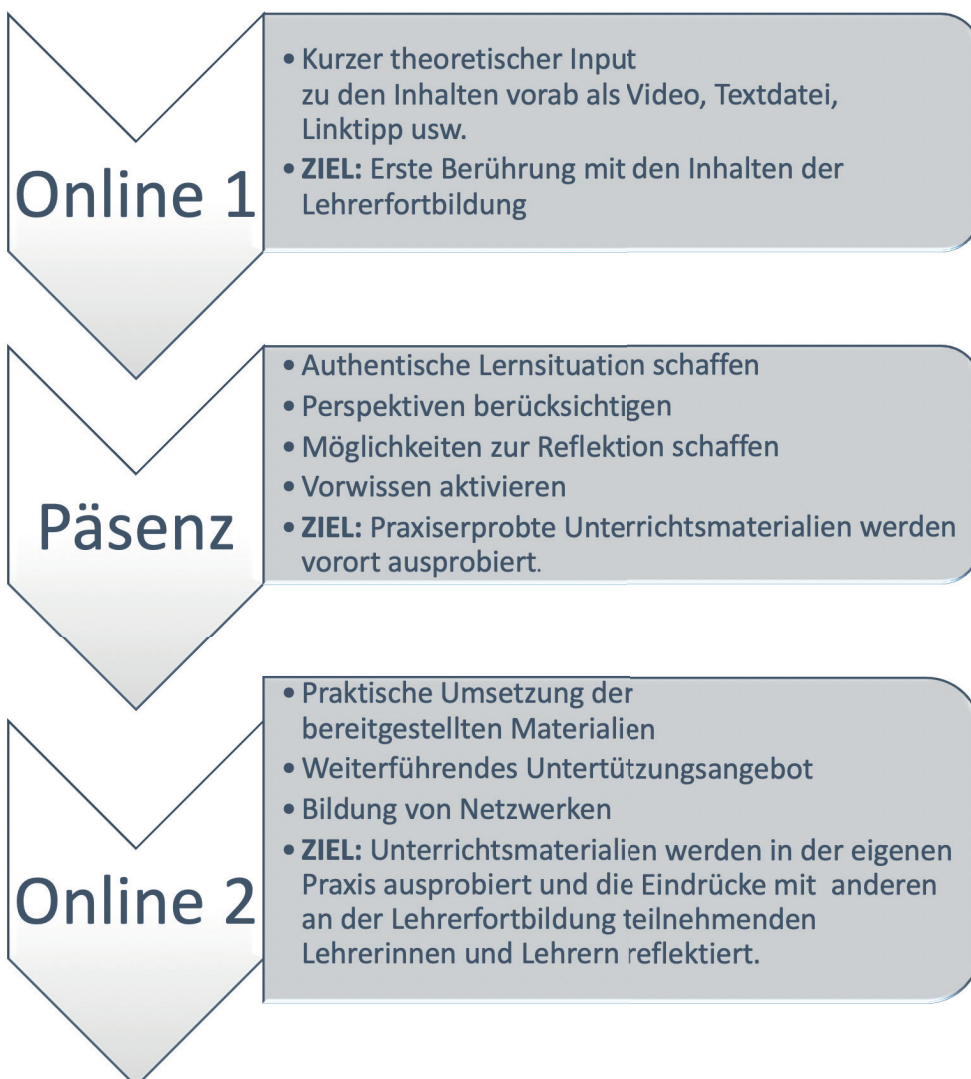 Online 1
• Kurzer theoretischer Input
zu den Inhalten vorab als Video, Textdatei,
Linktipp usw.
• ZIEL: Erste Berührung mit den Inhalten der
Lehrerfortbildung
Päsenz
• Authentische Lernsituation schaffen
• Perspektiven berücksichtigen
• Möglichkeiten zur Reflektion schaffen
• Vorwissen aktivieren
• ZIEL: Praxiserprobte Unterrichtsmaterialien werden
vorort ausprobiert.
Online 2
• Praktische Umsetzung der
bereitgestellten Materialien
• Weiterführendes Untertützungsangebot
• Bildung von Netzwerken
• ZIEL: Unterrichtsmaterialien werden in der eigenen
Praxis ausprobiert und die Eindrücke mit anderen
an der Lehrerfortbildung teilnehmenden
Lehrerinnen und Lehrern reflektiert.